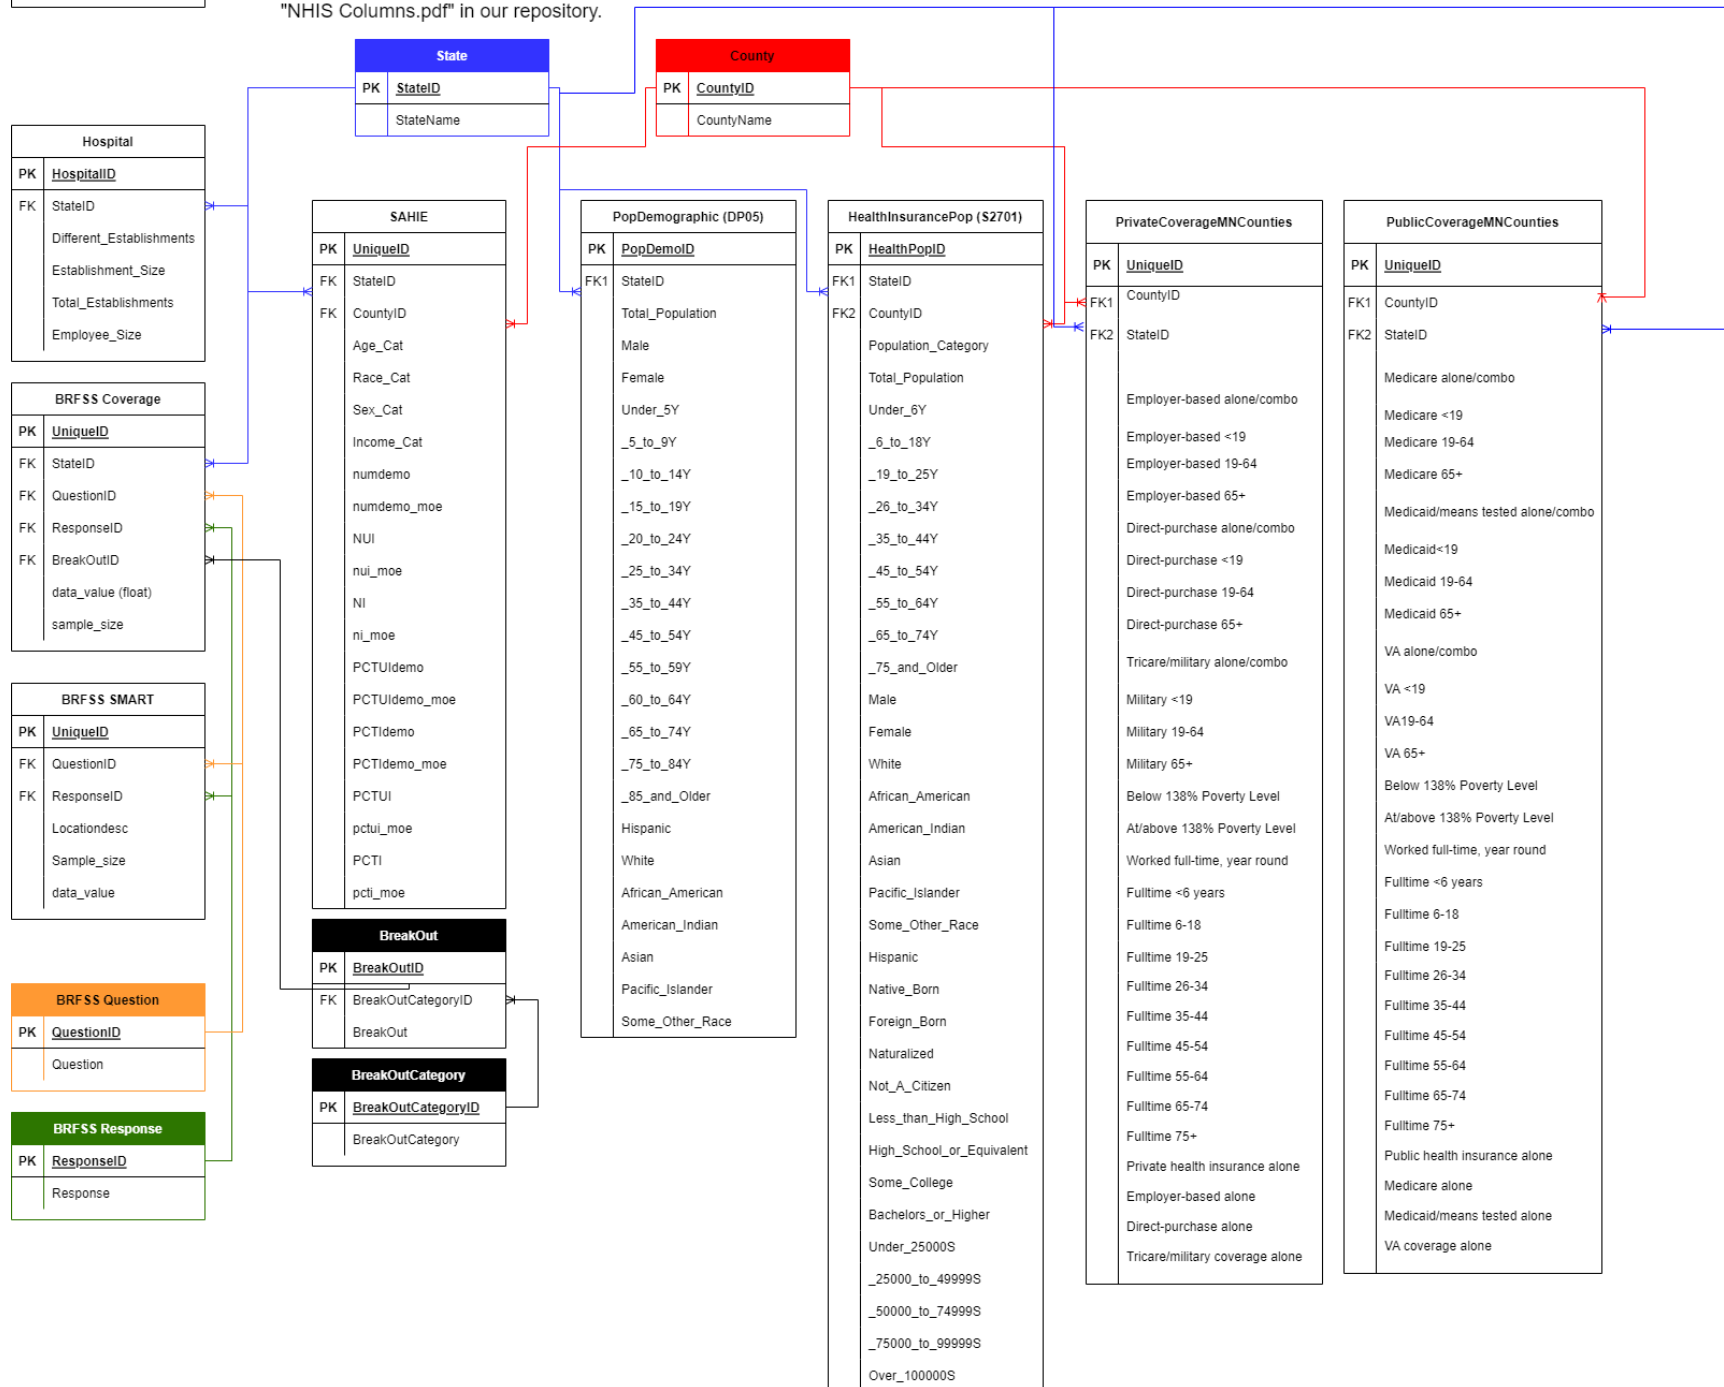 "NHIS Columns.pdf" in our repository.
State
PK StateID
StateName
County
PK CountyID
CountyName
Hospital
PK HospitalID
FK StateID
Different_Establishments
Establishment_Size
Total_Establishments
Employee_Size
BRFSS Coverage
PK UniqueID
FK StateID
FK QuestionID
FK ResponseID
FK BreakOutID
data_value (float)
sample_size
BRFSS SMART
PK UniqueID
FK QuestionID
FK ResponseID
Locationdesc
Sample_size
data_value
BRFSS Question
PK QuestionID
Question
BRFSS Response
PK ResponseID
Response
SAHIE
PK UniqueID
FK StateID
FK CountyID
Age_Cat
Race_Cat
Sex_Cat
Income_Cat
numdemo
numdemo_moe
NUI
nui_moe
NI
ni_moe
PCTUIdemo
PCTUIdemo_moe
PCTIdemo
PCTIdemo_moe
PCTUI
pctui_moe
PCTI
pcti_moe
BreakOut
PK BreakOutID
FK BreakOutCategoryID
BreakOut
BreakOutCategory
PK BreakOutCategoryID
BreakOutCategory
PopDemographic (DP05)
PK PopDemoID
FK1 StateID
Total_Population
Male
Female
Under_5Y
_5_to_9Y
_10_to_14Y
_15_to_19Y
_20_to_24Y
_25_to_34Y
_35_to_44Y
_45_to_54Y
_55_to_59Y
_60_to_64Y
_65_to_74Y
_75_to_84Y
_85_and_Older
Hispanic
White
African_American
American_Indian
Asian
Pacific_Islander
Some_Other_Race
HealthInsurancePop (S2701)
PK HealthPopID
FK1 StateID
FK2 CountyID
Population_Category
Total_Population
Under_6Y
_6_to_18Y
_19_to_25Y
_26_to_34Y
_35_to_44Y
_45_to_54Y
_55_to_64Y
_65_to_74Y
_75_and_Older
Male
Female
White
African_American
American_Indian
Asian
Pacific_Islander
Some_Other_Race
Hispanic
Native_Born
Foreign_Born
Naturalized
Not_A_Citizen
Less_than_High_School
High_School_or_Equivalent
Some_College
Bachelors_or_Higher
Under_25000S
_25000_to_49999S
_50000_to_74999S
_75000_to_99999S
Over_100000S
PrivateCoverageMNCounties
PK UniqueID
FK1 CountyID
FK2 StateID
Employer-based alone/combo
Employer-based <19
Employer-based 19-64
Employer-based 65+
Direct-purchase alone/combo
Direct-purchase <19
Direct-purchase 19-64
Direct-purchase 65+
Tricare/military alone/combo
Military <19
Military 19-64
Military 65+
Below 138% Poverty Level
At/above 138% Poverty Level
Worked full-time, year round
Fulltime <6 years
Fulltime 6-18
Fulltime 19-25
Fulltime 26-34
Fulltime 35-44
Fulltime 45-54
Fulltime 55-64
Fulltime 65-74
Fulltime 75+
Private health insurance alone
Employer-based alone
Direct-purchase alone
Tricare/military coverage alone
PublicCoverageMNCounties
PK UniqueID
FK1 CountyID
FK2 StateID
Medicare alone/combo
Medicare <19
Medicare 19-64
Medicare 65+
Medicaid/means tested alone/combo
Medicaid<19
Medicaid 19-64
Medicaid 65+
VA alone/combo
VA <19
VA19-64
VA 65+
Below 138% Poverty Level
At/above 138% Poverty Level
Worked full-time, year round
Fulltime <6 years
Fulltime 6-18
Fulltime 19-25
Fulltime 26-34
Fulltime 35-44
Fulltime 45-54
Fulltime 55-64
Fulltime 65-74
Fulltime 75+
Public health insurance alone
Medicare alone
Medicaid/means tested alone
VA coverage alone